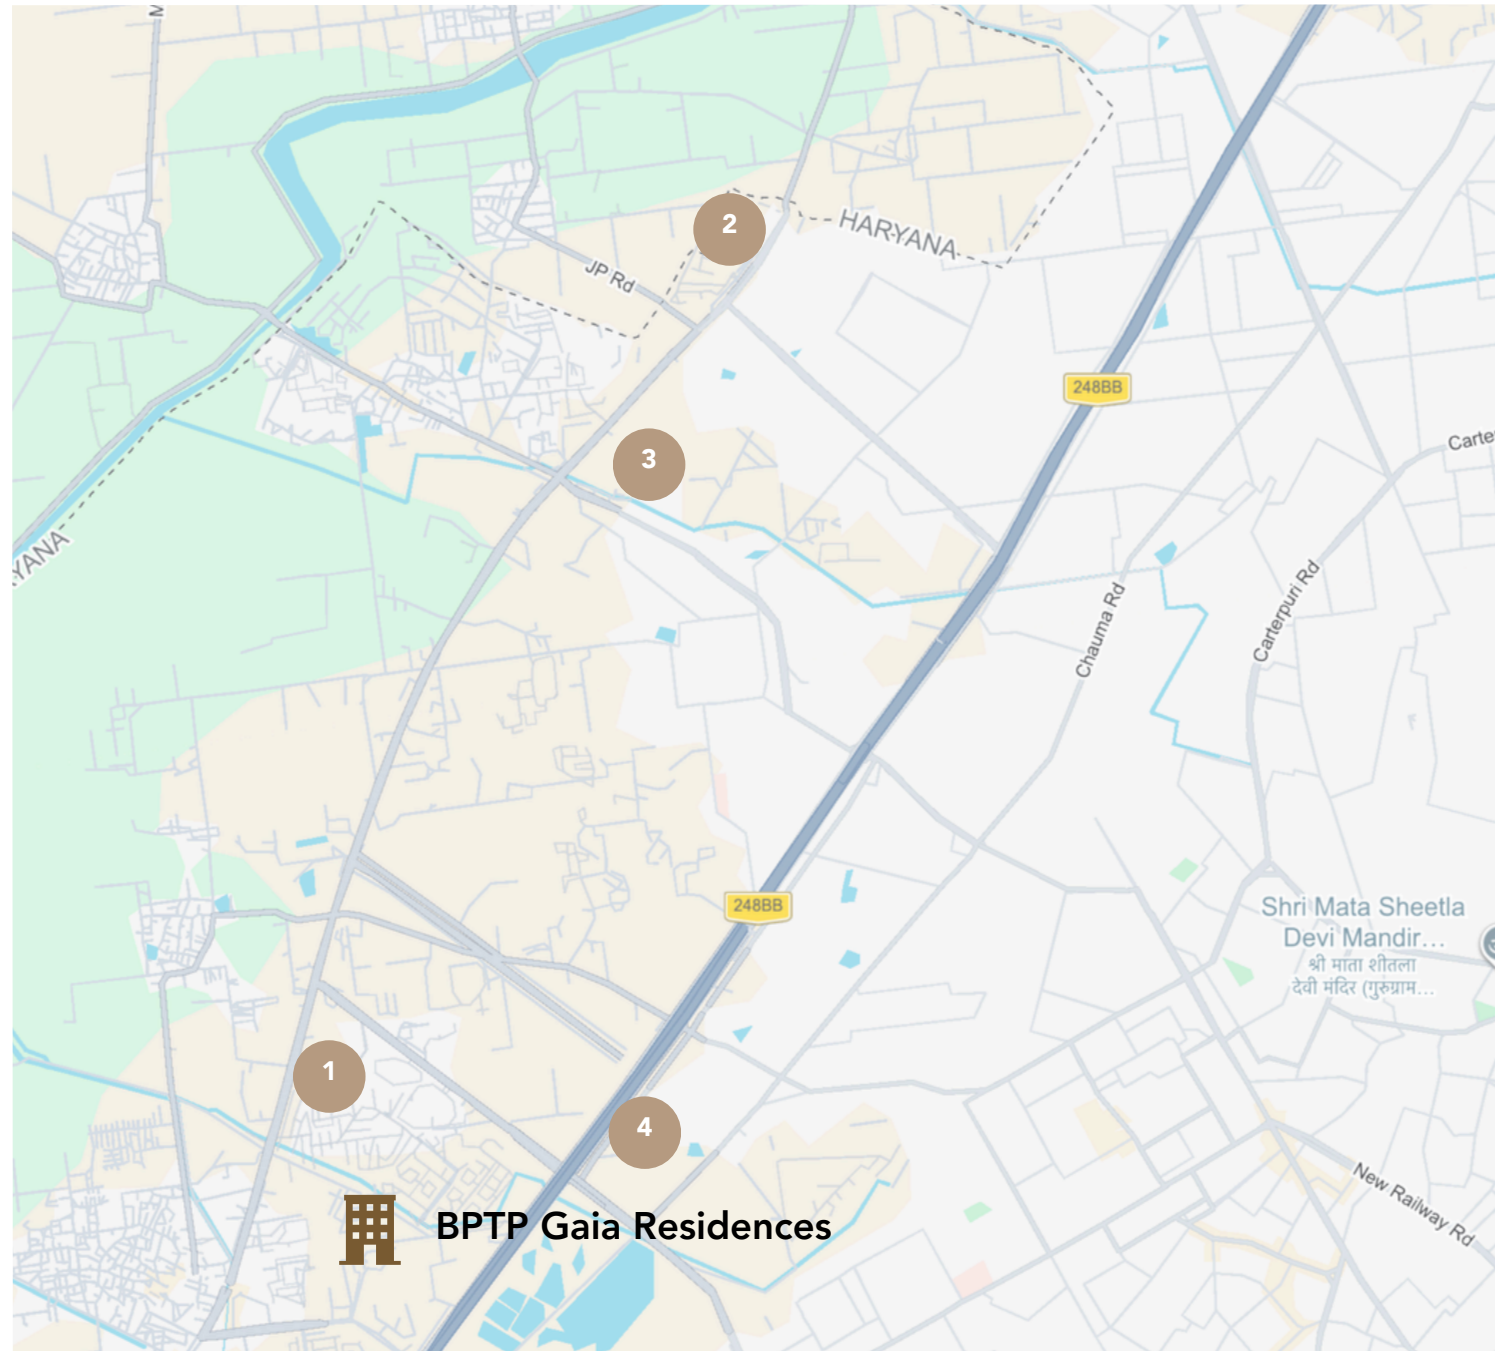 M
2
HARYANA
JP Rd
248BB
Carter
3
YANA
Carterpuri Rd
Chauma Rd
248BB
Shri Mata Sheetla
Devi Mandir...
श्री माता शीतला
देवी मंदिर (गुरुग्राम...
1
4
New Railway Rd
BPTP Gaia Residences